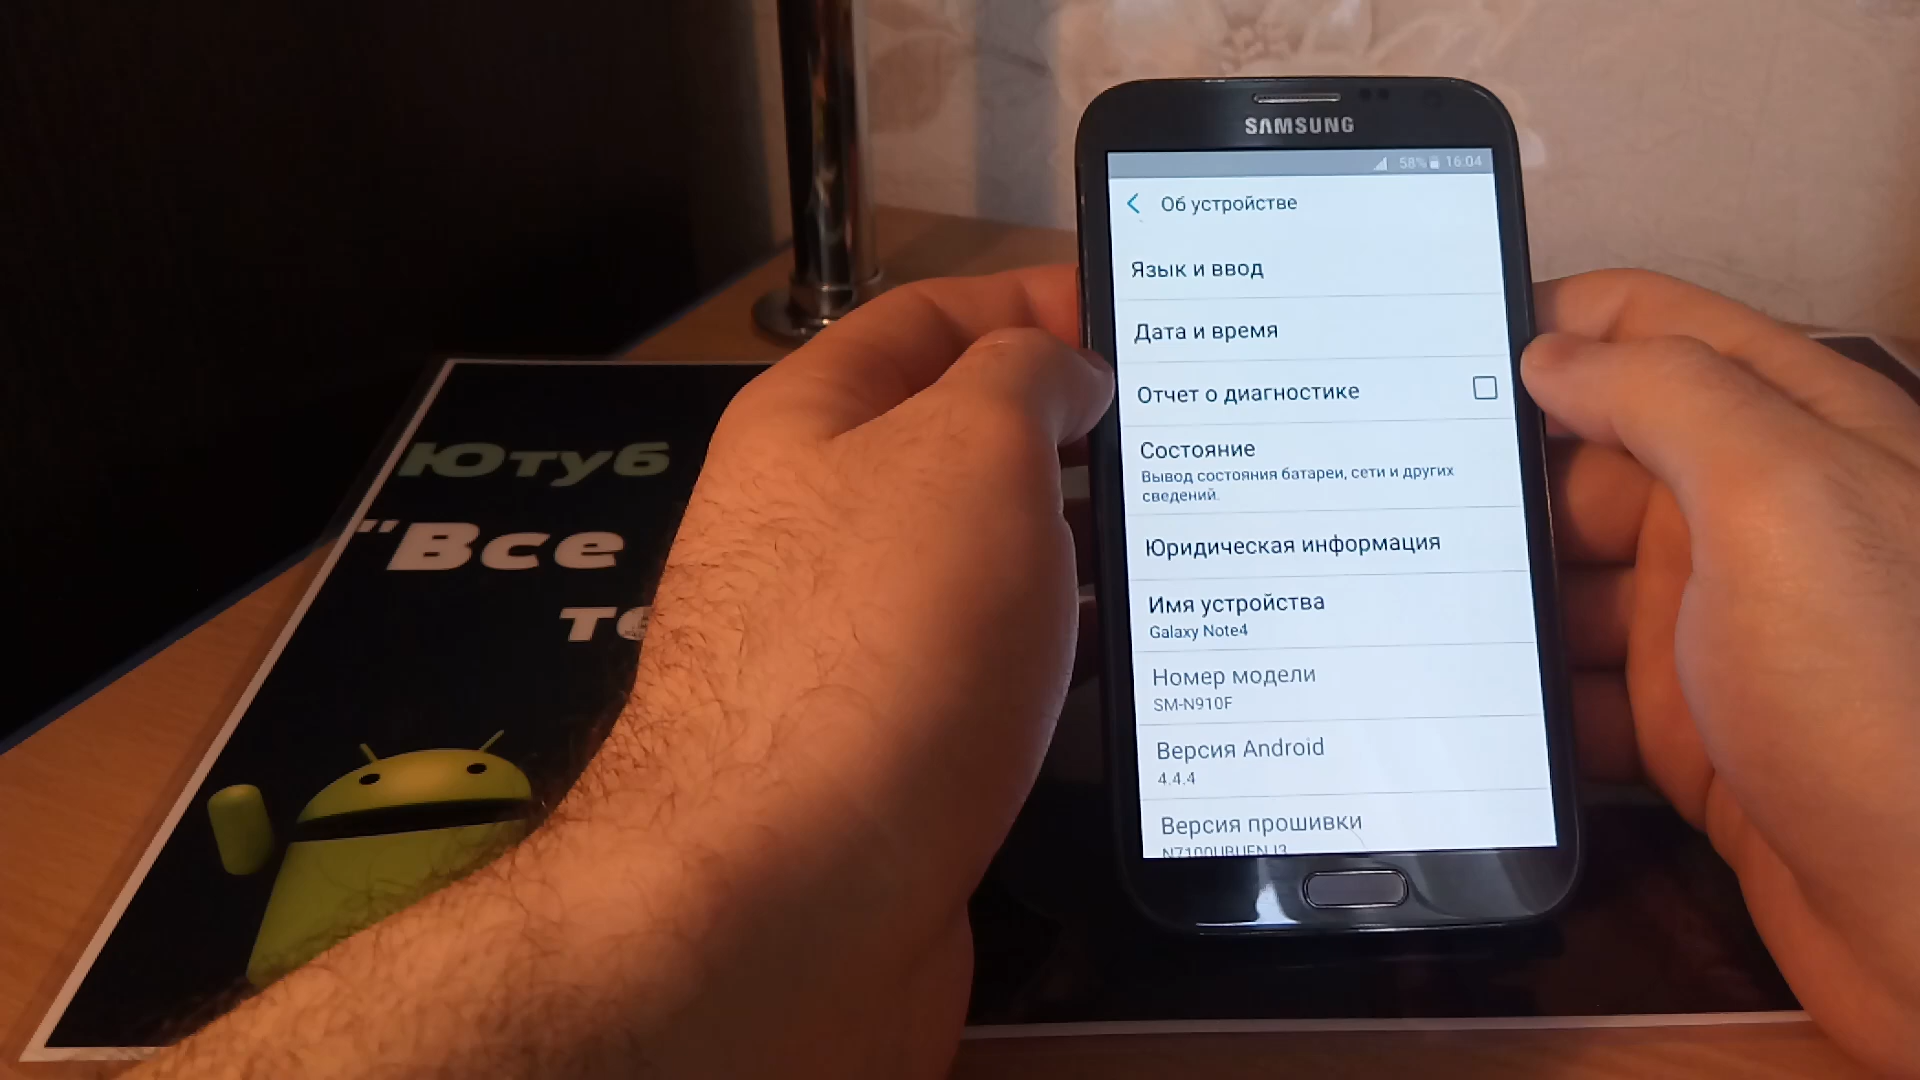 SAMSUNG
58% 16:04
Об устройстве
Язык и ввод
Дата и время
Отчет о диагностике
Состояние
Вывод состояния батареи, сети и других
сведений.
Юридическая информация
Имя устройства
Galaxy Note4
Номер модели
SM-N910F
Версия Android
4.4.4
Версия прошивки
Ютуб
"Все